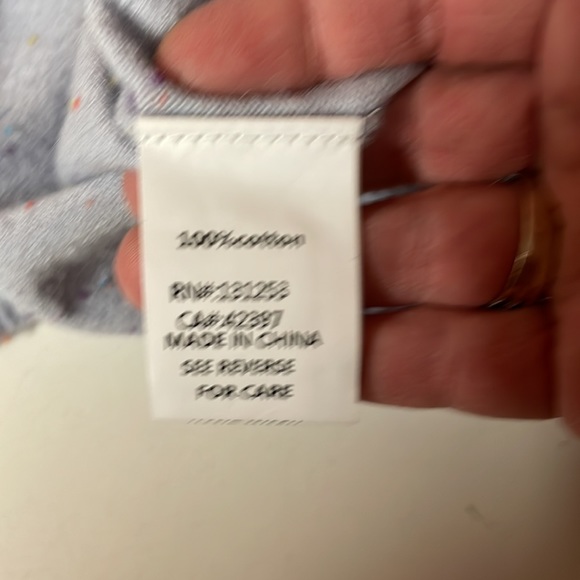 100%cotton
RN#:131253
CA#:42397
MADE IN CHINA
SEE REVERSE
FOR CARE